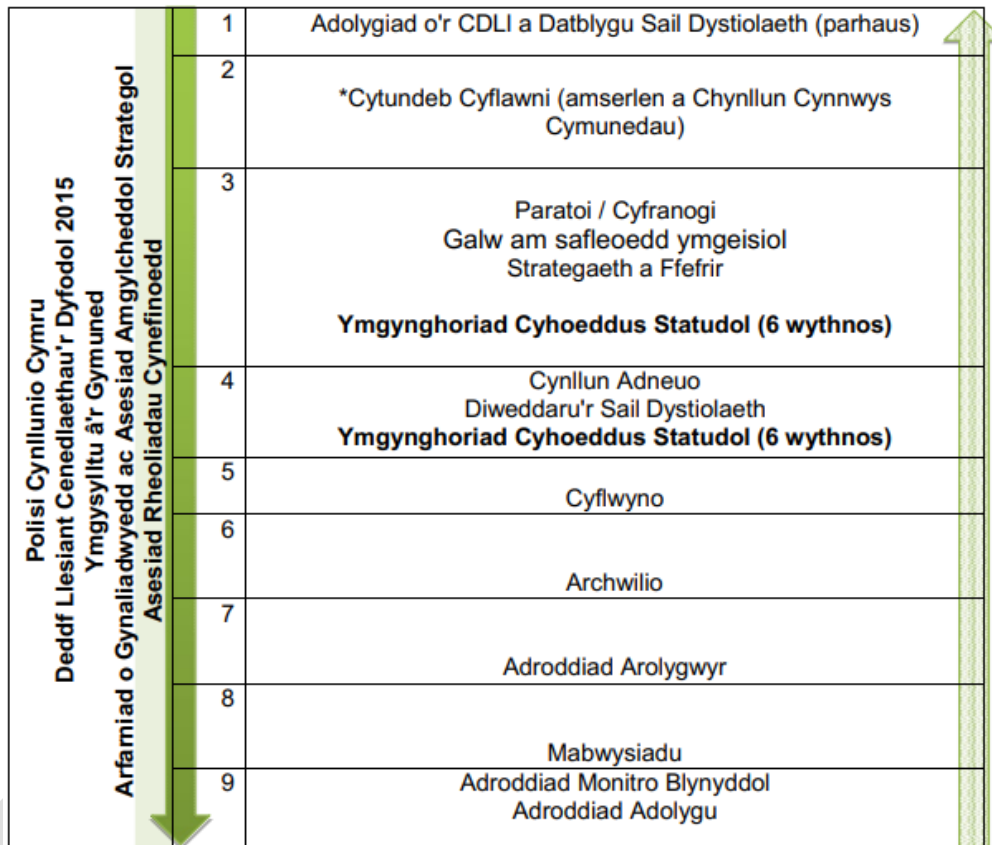 Polisi Cynllunio Cymru
Deddf Llesiant Cenedlaethau'r Dyfodol 2015
Ymgysylltu â'r Gymuned
Arfarniad o Gynaliadwyedd ac Asesiad Amgylcheddol Strategol
Asesiad Rheoliadau Cynefinoedd
1 Adolygiad o'r CDLl a Datblygu Sail Dystiolaeth (parhaus)
2
*Cytundeb Cyflawni (amserlen a Chynllun Cynnwys
Cymunedau)
3
Paratoi / Cyfranogi
Galw am safleoedd ymgeisiol
Strategaeth a Ffefrir
Ymgynghoriad Cyhoeddus Statudol (6 wythnos)
4 Cynllun Adneuo
Diweddaru'r Sail Dystiolaeth
Ymgynghoriad Cyhoeddus Statudol (6 wythnos)
5
Cyflwyno
6
Archwilio
7
Adroddiad Arolygwyr
8
Mabwysiadu
9 Adroddiad Monitro Blynyddol
Adroddiad Adolygu